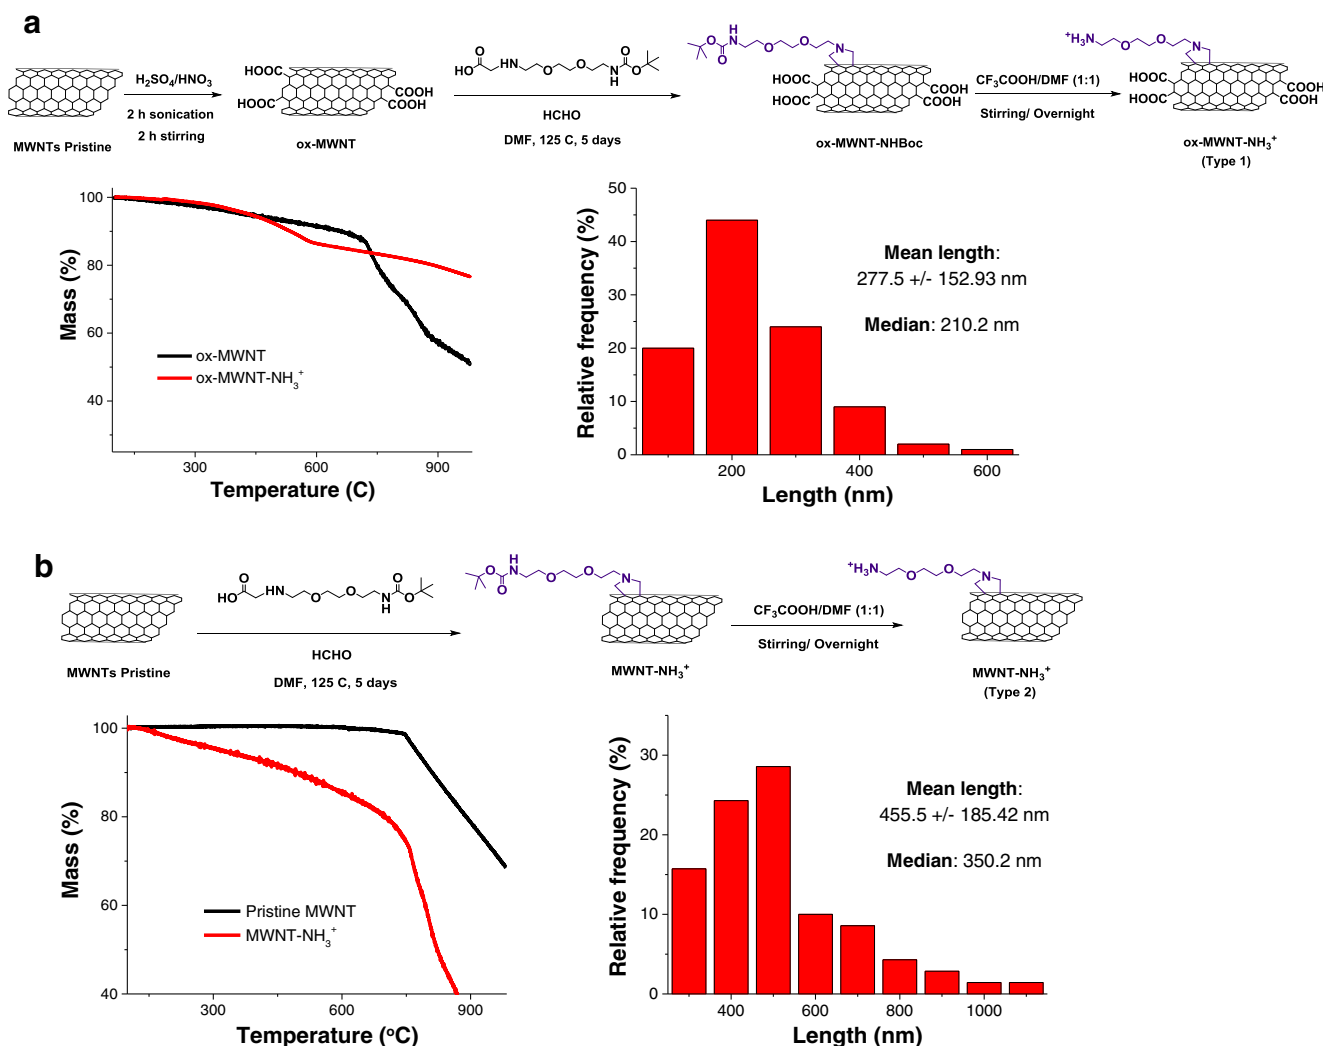 a
MWNTs Pristine
H2SO4/HNO3
2 h sonication
2 h stirring
HOOC
HOOC
COOH
COOH
ox-MWNT
O
HO
H
N
O
O
N
H
O
O
HCHO
DMF, 125 C, 5 days
O
O
H
N
O
O
N
HOOC
HOOC
COOH
COOH
ox-MWNT-NHBoc
CF3COOH/DMF (1:1)
Stirring/ Overnight
+H3N
O
O
N
HOOC
HOOC
COOH
COOH
ox-MWNT-NH3+
(Type 1)
Mass (%)
100
80
60
40
ox-MWNT
ox-MWNT-NH3+
300
600
900
Temperature (C)
Relative frequency (%)
50
40
30
20
10
0
Mean length:
277.5 +/- 152.93 nm
Median: 210.2 nm
200
400
600
Length (nm)
b
MWNTs Pristine
O
HO
H
N
O
O
N
H
O
O
HCHO
DMF, 125 C, 5 days
O
O
H
N
O
O
N
MWNT-NH3+
CF3COOH/DMF (1:1)
Stirring/ Overnight
+H3N
O
O
N
MWNT-NH3+
(Type 2)
Mass (%)
100
80
60
40
Pristine MWNT
MWNT-NH3+
300
600
900
Temperature (oC)
Relative frequency (%)
30
20
10
0
Mean length:
455.5 +/- 185.42 nm
Median: 350.2 nm
400
600
800
1000
Length (nm)